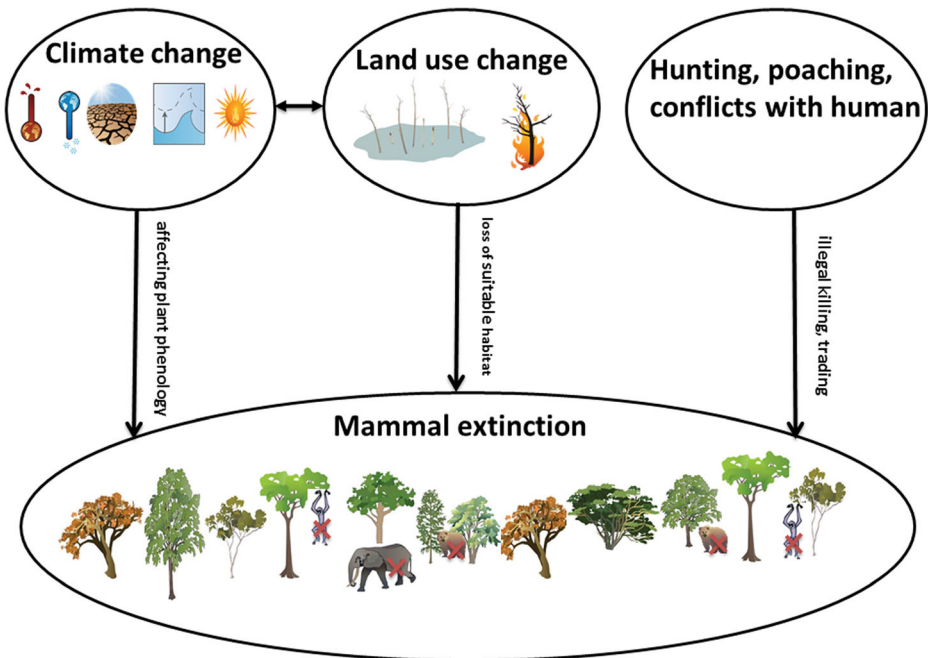 Climate change
Land use change
Hunting, poaching,
conflicts with human
affecting plant phenology
loss of suitable habitat
illegal killing, trading
Mammal extinction